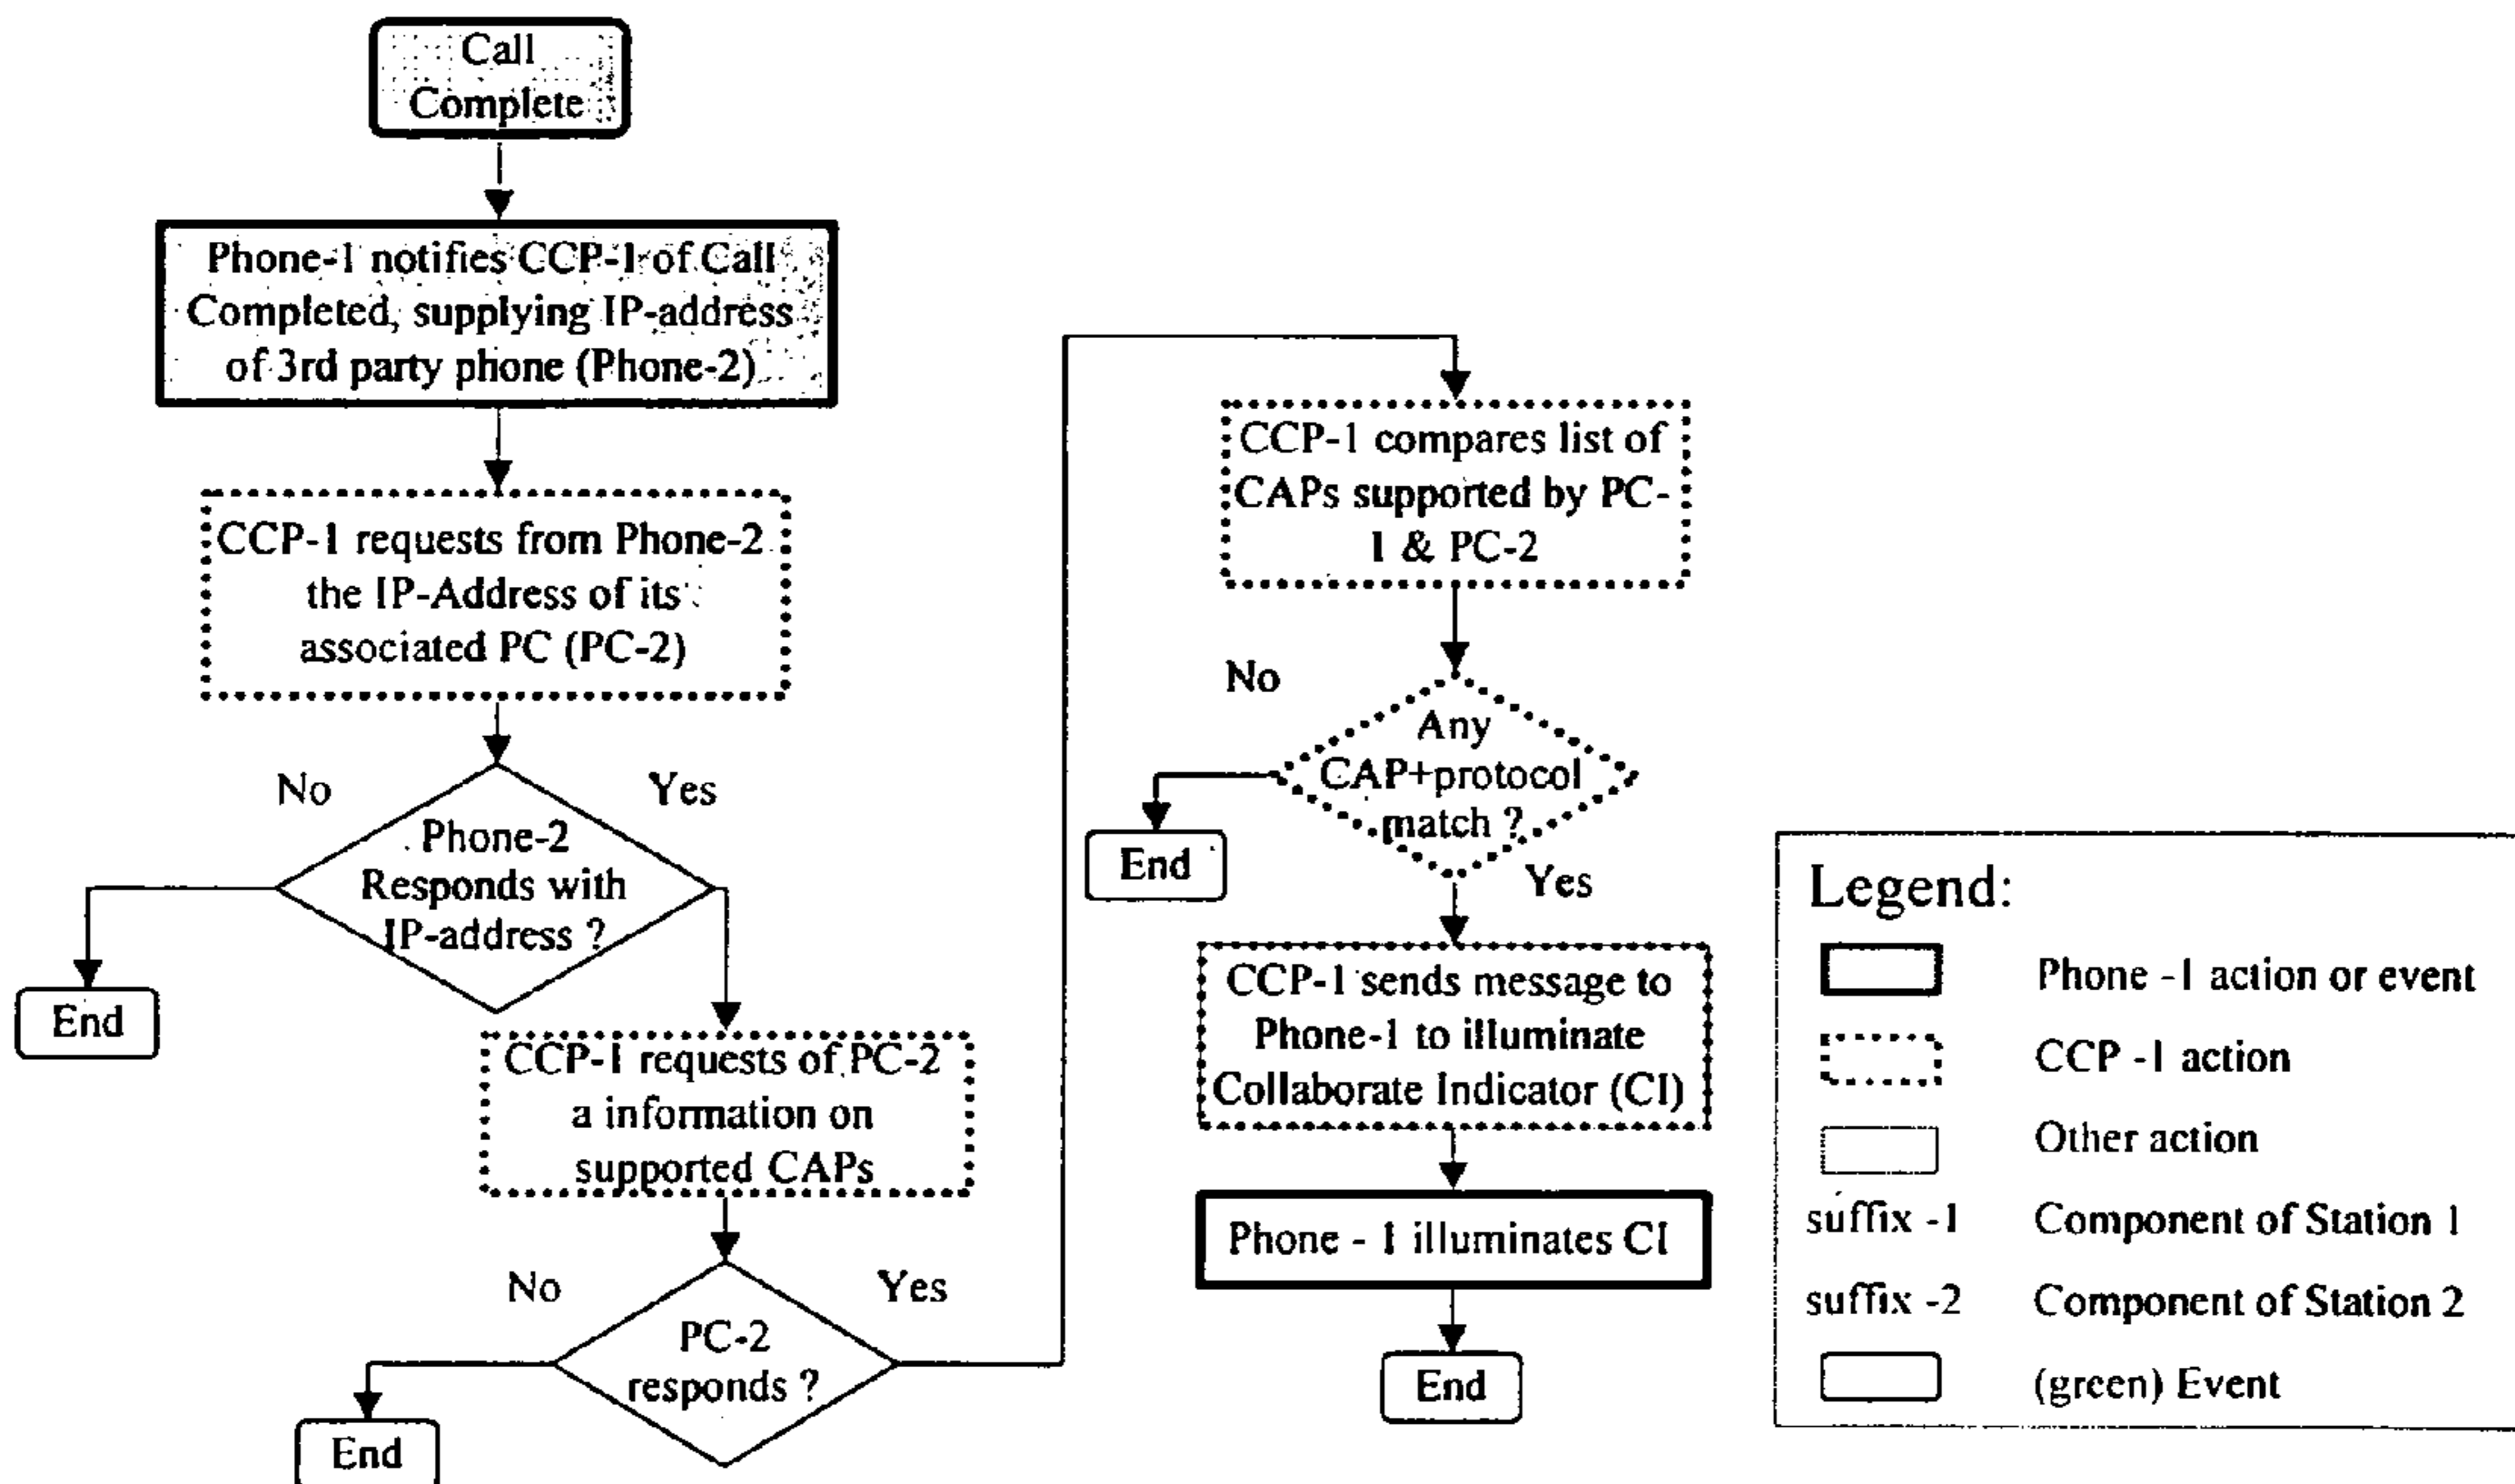 Call
Complete
Phone-1 notifies CCP-1 of Call
Completed, supplying IP-address
of 3rd party phone (Phone-2)
CCP-1 requests from Phone-2
the IP-Address of its
associated PC (PC-2)
No
Yes
Phone-2
Responds with
IP-address ?
End
CCP-1 requests of PC-2
a information on
supported CAPs
No
Yes
PC-2
responds ?
End
CCP-1 compares list of
CAPs supported by PC-
1 & PC-2
No
Any
CAP+protocol
match ?
End
Yes
CCP-1 sends message to
Phone-1 to illuminate
Collaborate Indicator (CI)
Phone - 1 illuminates CI
End
Legend:
Phone -1 action or event
CCP -1 action
Other action
suffix -1 Component of Station 1
suffix -2 Component of Station 2
(green) Event